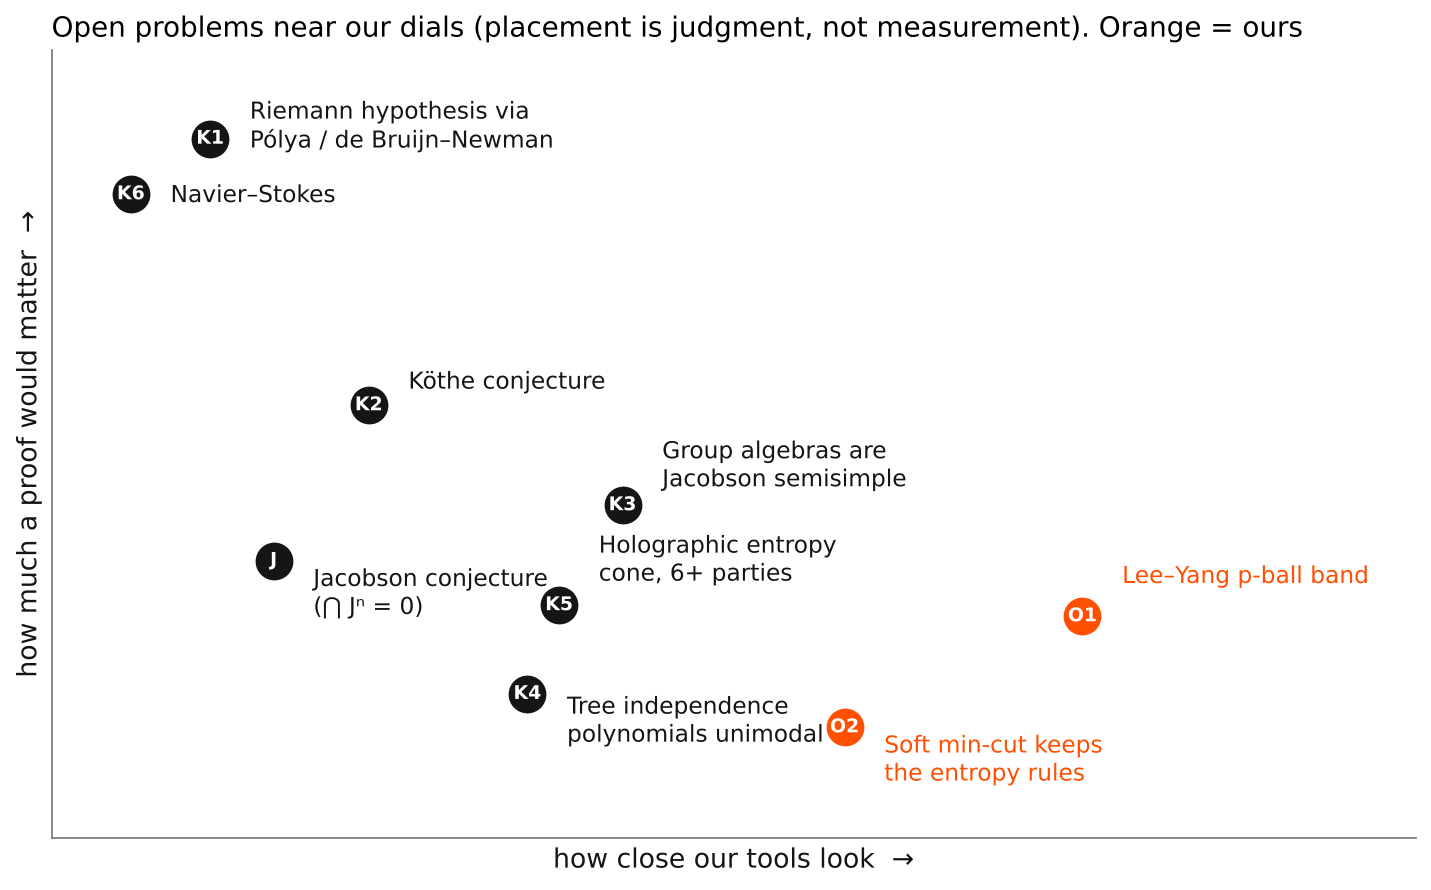 Open problems near our dials (placement is judgment, not measurement). Orange = ours
how much a proof would matter →
K1
Riemann hypothesis via
Pólya / de Bruijn–Newman
K6
Navier–Stokes
K2
Köthe conjecture
K3
Group algebras are
Jacobson semisimple
J
Jacobson conjecture
(⋂ Jⁿ = 0)
K5
Holographic entropy
cone, 6+ parties
O1
Lee–Yang p-ball band
K4
Tree independence
polynomials unimodal
O2
Soft min-cut keeps
the entropy rules
how close our tools look →